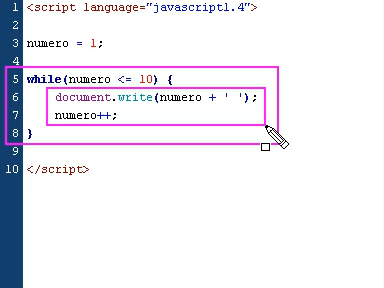 1 <script language="javascript1.4">
2
3 numero = 1;
4
5 while(numero <= 10) {
6 document.write(numero + ' ');
7 numero++;
8 }
9
10 </script>